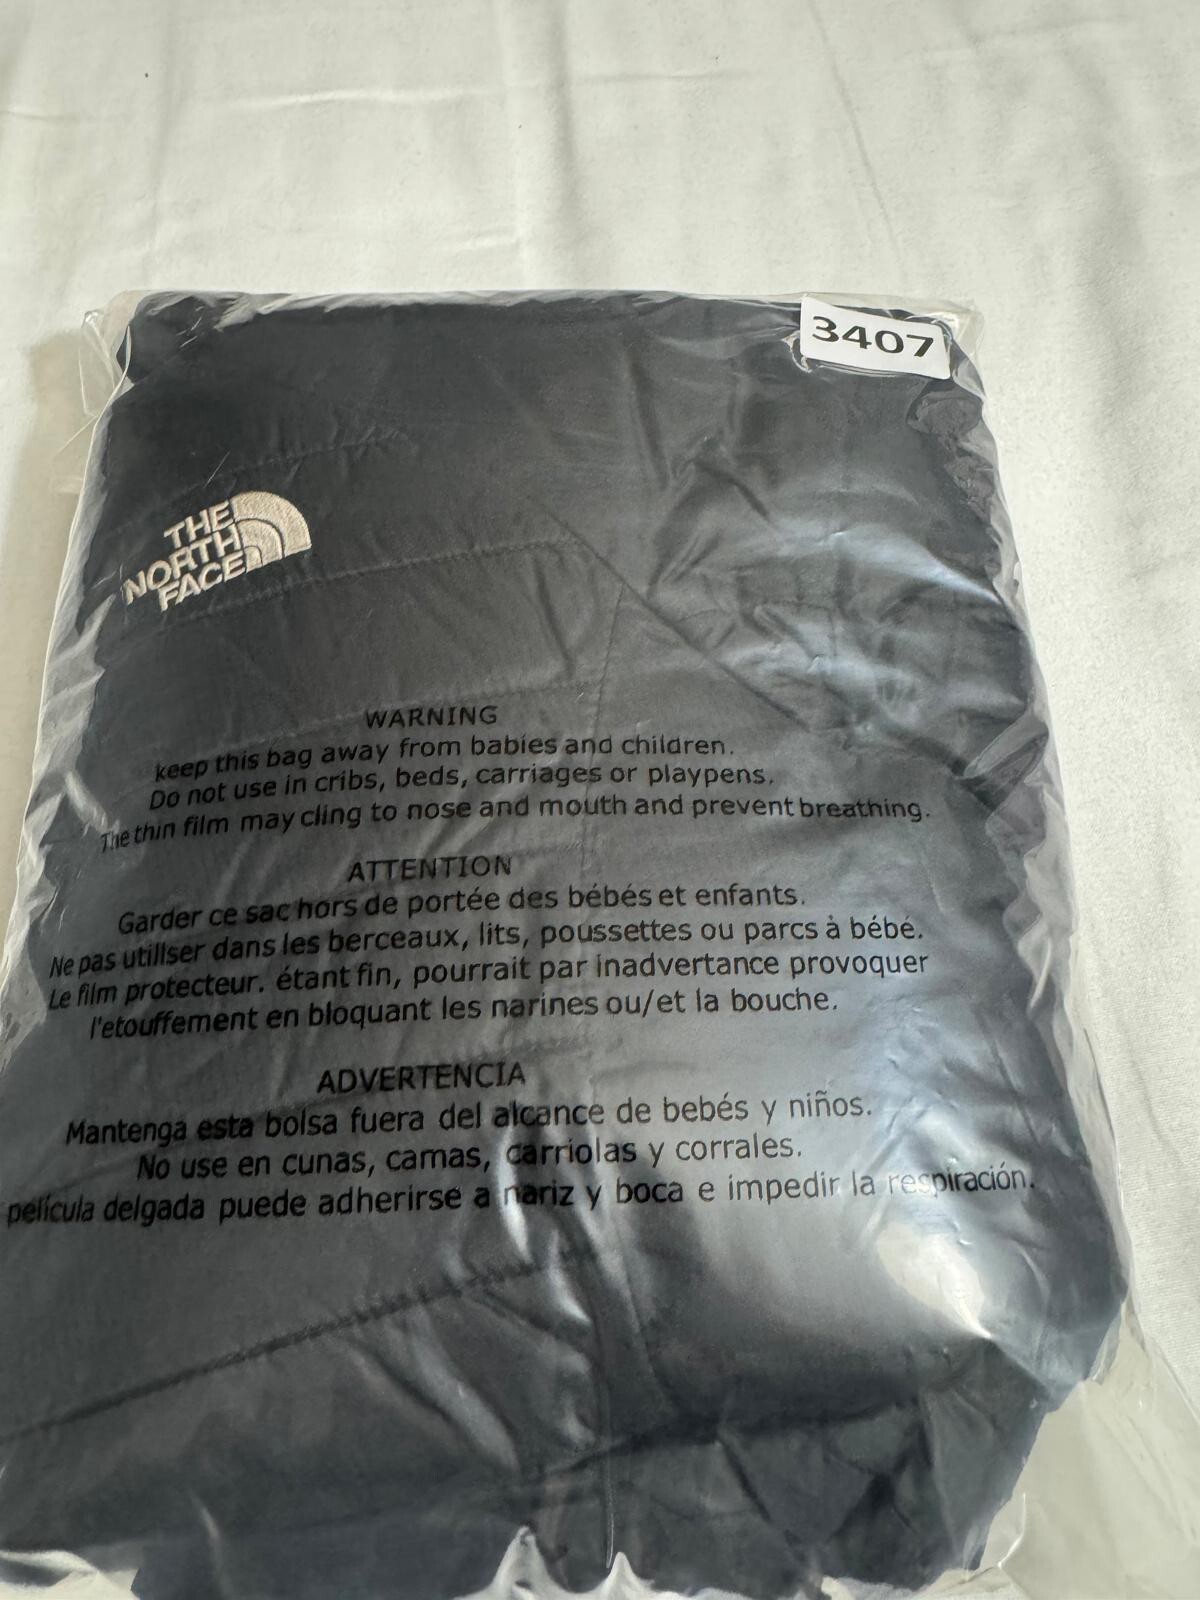 3407
THE
NORTH
FACE
WARNING
keep this bag away from babies and children.
Do not use in cribs, beds, carriages or playpens.
The thin film may cling to nose and mouth and prevent breathing.
ATTENTION
Garder ce sac hors de portée des bébés et enfants.
Ne pas utiliser dans les berceaux, lits, poussettes ou parcs à bébé.
Le film protecteur. étant fin, pourrait par inadvertance provoquer
l'etouffement en bloquant les narines ou/et la bouche.
ADVERTENCIA
Mantenga esta bolsa fuera del alcance de bebés y niños.
No use en cunas, camas, carriolas y corrales.
película delgada puede adherirse a nariz y boca e impedir la respiración.